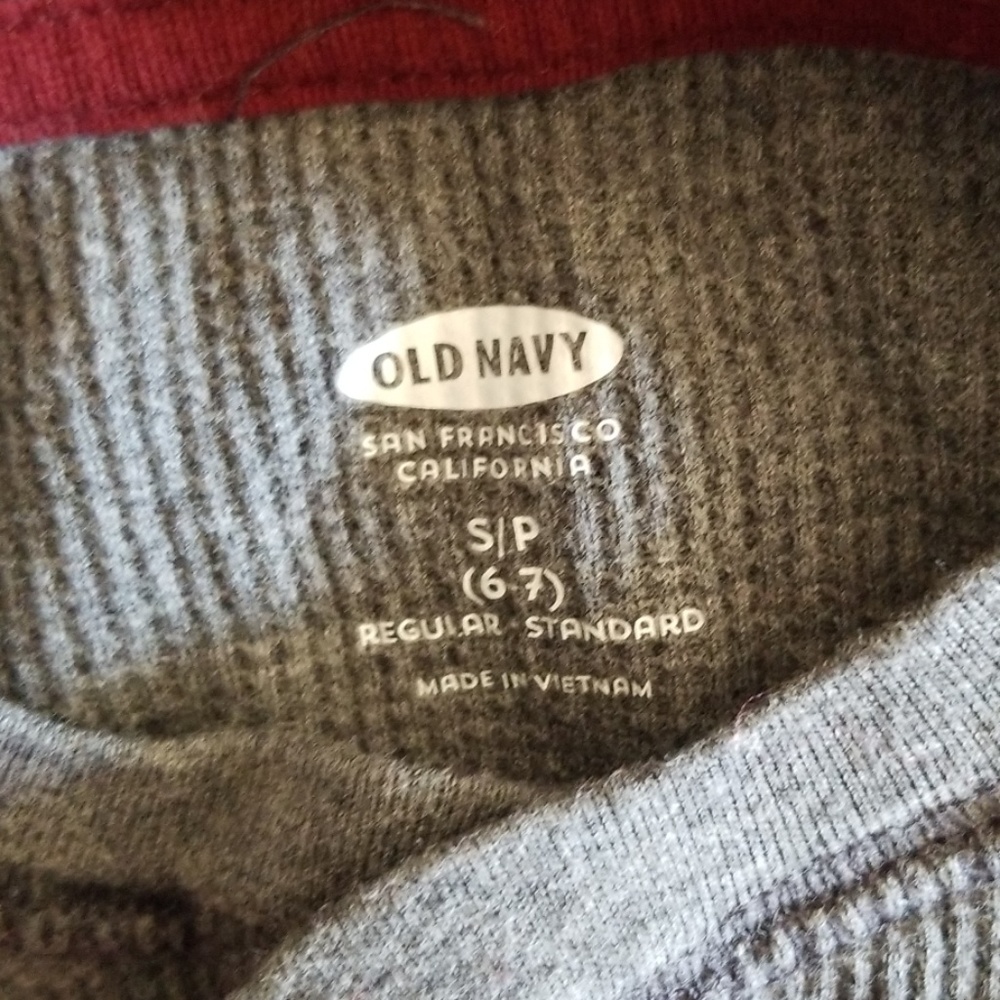 OLD NAVY
SAN FRANCISCO
CALIFORNIA
S/P
(6-7)
REGULAR · STANDARD
MADE IN VIETNAM